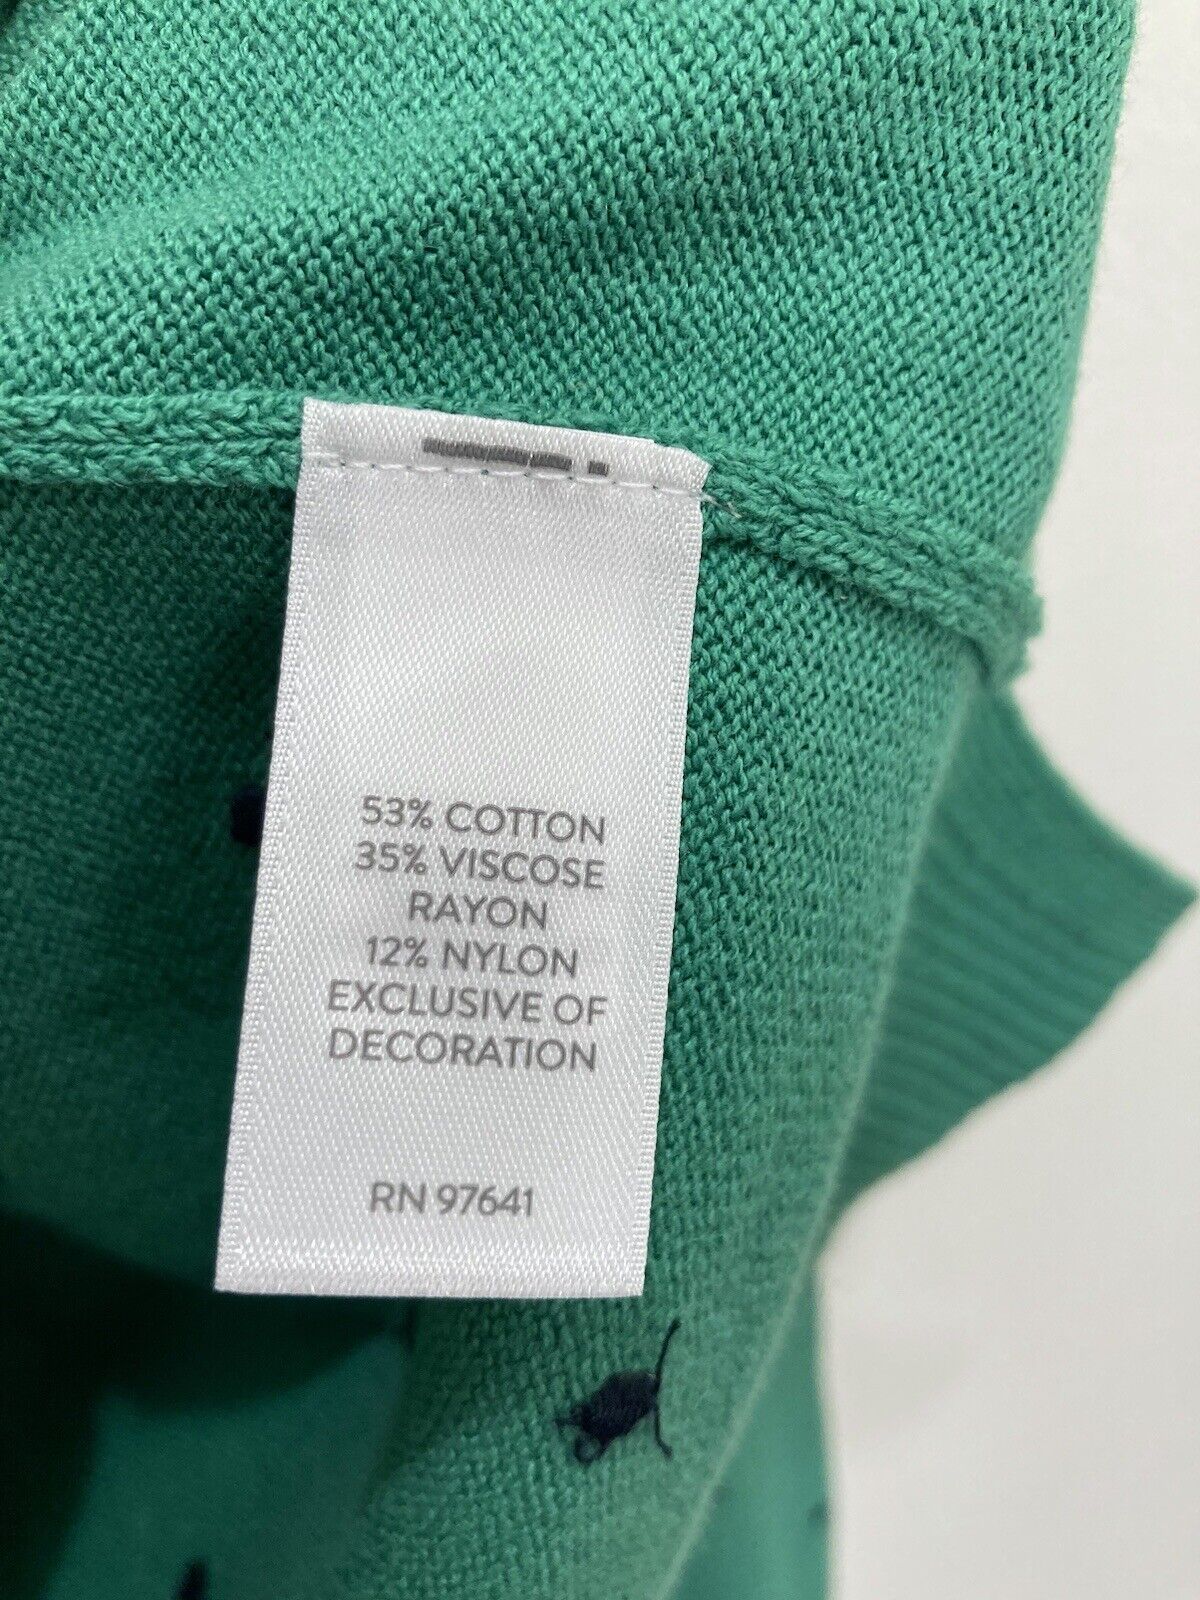 53% COTTON
35% VISCOSE
RAYON
12% NYLON
EXCLUSIVE OF
DECORATION
RN 97641